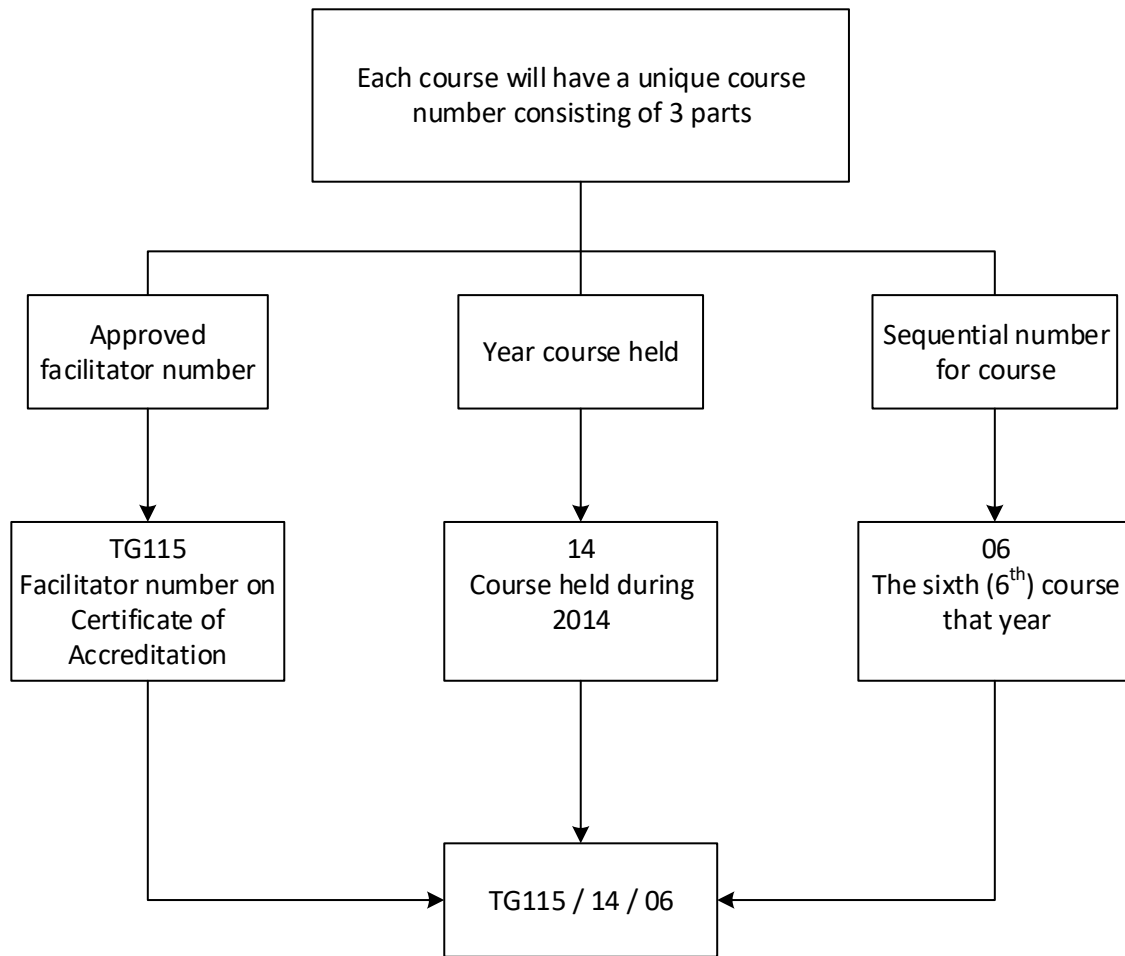 Each course will have a unique course
number consisting of 3 parts
Approved
facilitator number
Year course held
Sequential number
for course
TG115
Facilitator number on
Certificate of
Accreditation
14
Course held during
2014
06
The sixth (6th) course
that year
TG115 / 14 / 06